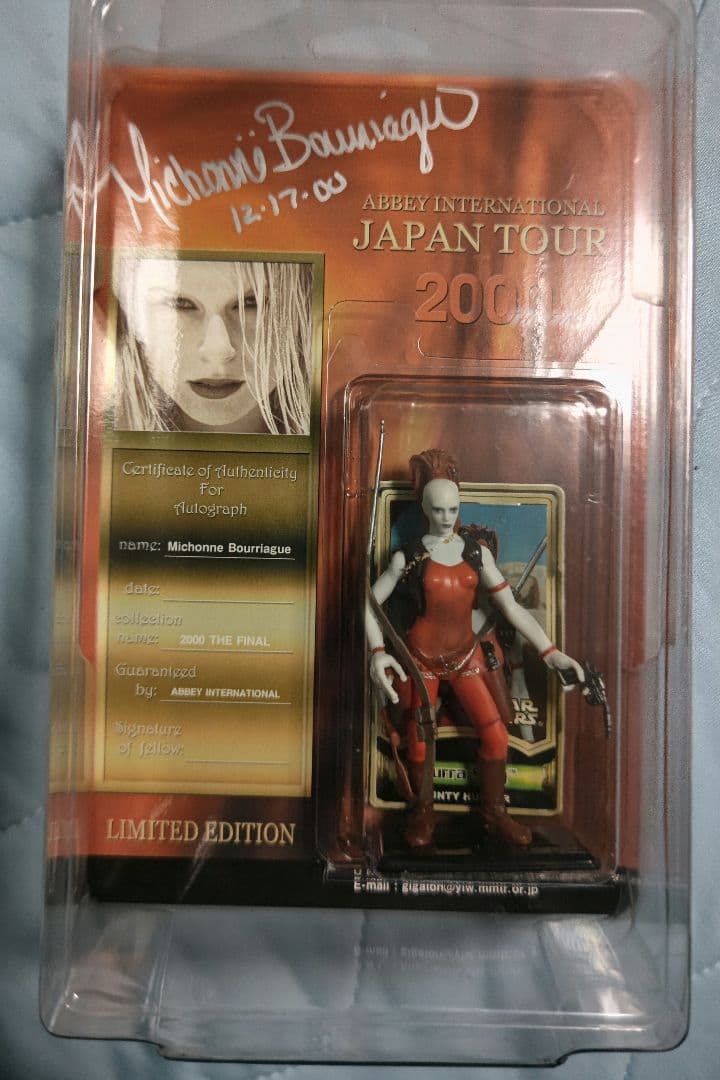 Michonne Bourriague
12-17-00
ABBEY INTERNATIONAL
JAPAN TOUR
2000
Certificate of Authenticity
For
Autograph
name: Michonne Bourriague
date:
collection
name: 2000 THE FINAL
Guaranteed
by: ABBEY INTERNATIONAL
Signature
of fellow:
LIMITED EDITION
E-mail : gigaton@yiw.mmtr.or.jp